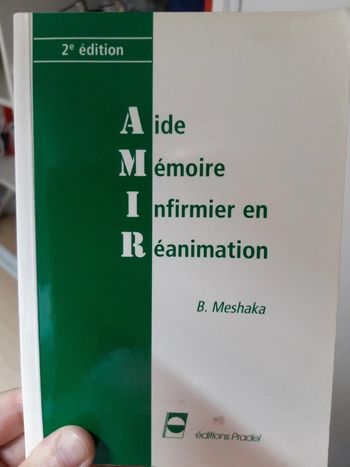 2e édition
Aide
Mémoire
Infirmier en
Réanimation
B. Meshaka
éditions Pradel